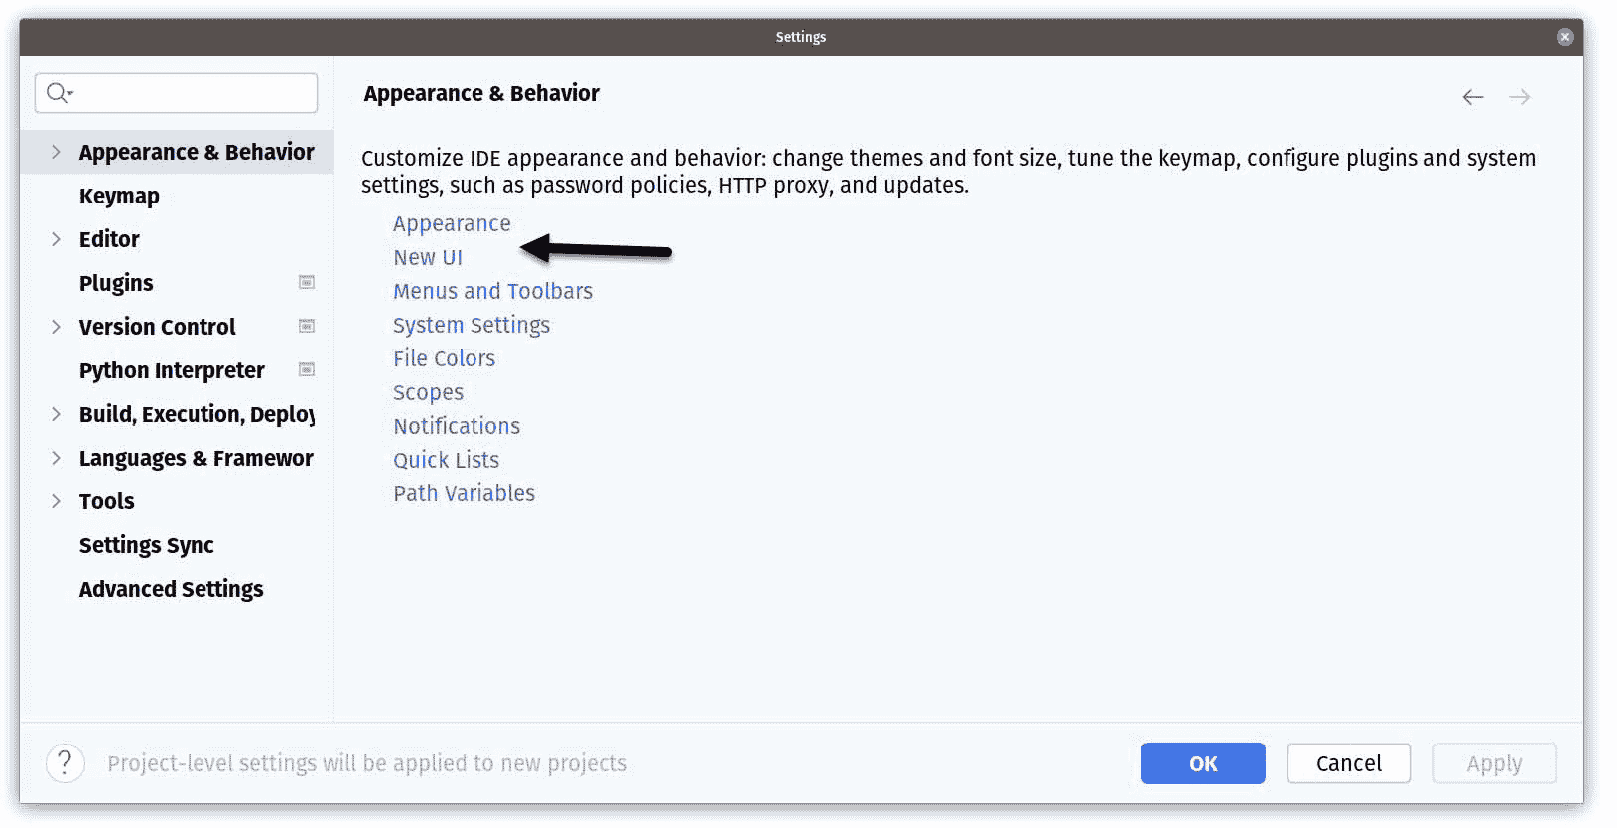 Settings
Appearance & Behavior
Keymap
Editor
Plugins
Version Control
Python Interpreter
Build, Execution, Deploy
Languages & Framewor
Tools
Settings Sync
Advanced Settings
Appearance & Behavior
Customize IDE appearance and behavior: change themes and font size, tune the keymap, configure plugins and system
settings, such as password policies, HTTP proxy, and updates.
Appearance
New UI
Menus and Toolbars
System Settings
File Colors
Scopes
Notifications
Quick Lists
Path Variables
? Project-level settings will be applied to new projects
OK Cancel Apply